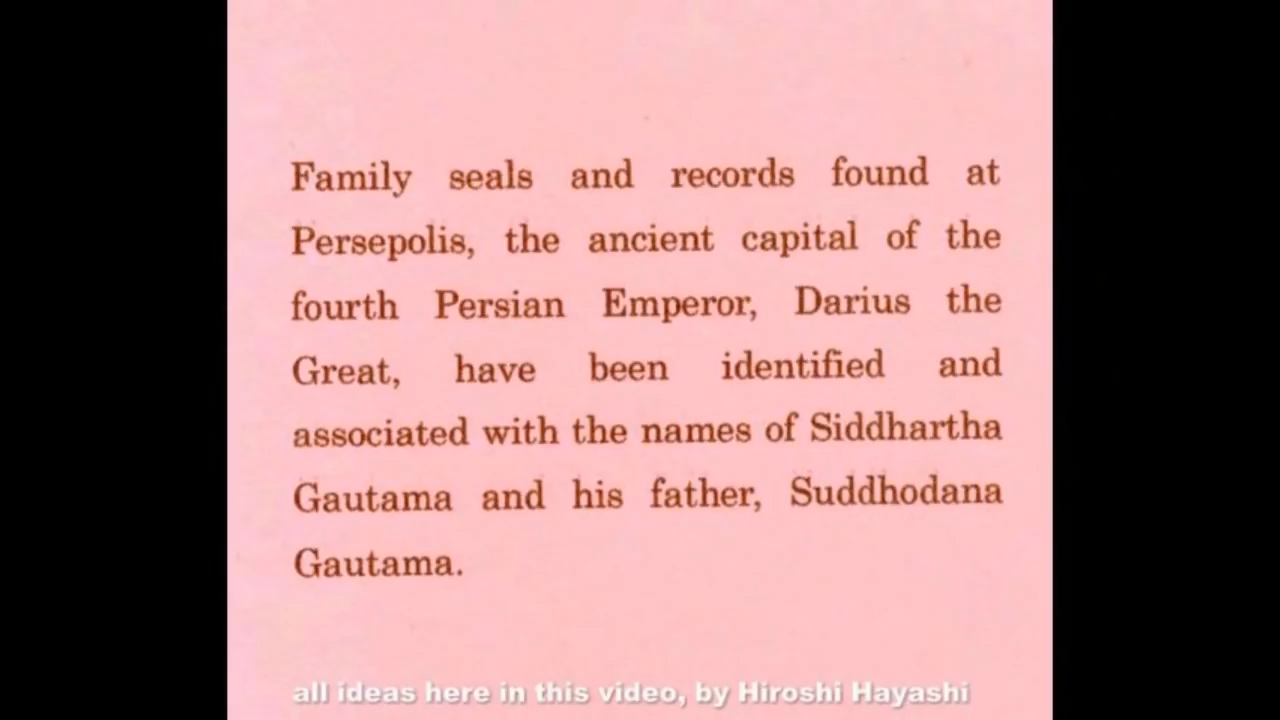 Family seals and records found at
Persepolis, the ancient capital of the
fourth Persian Emperor, Darius the
Great, have been identified and
associated with the names of Siddhartha
Gautama and his father, Suddhodana
Gautama.
all ideas here in this video, by Hiroshi Hayashi